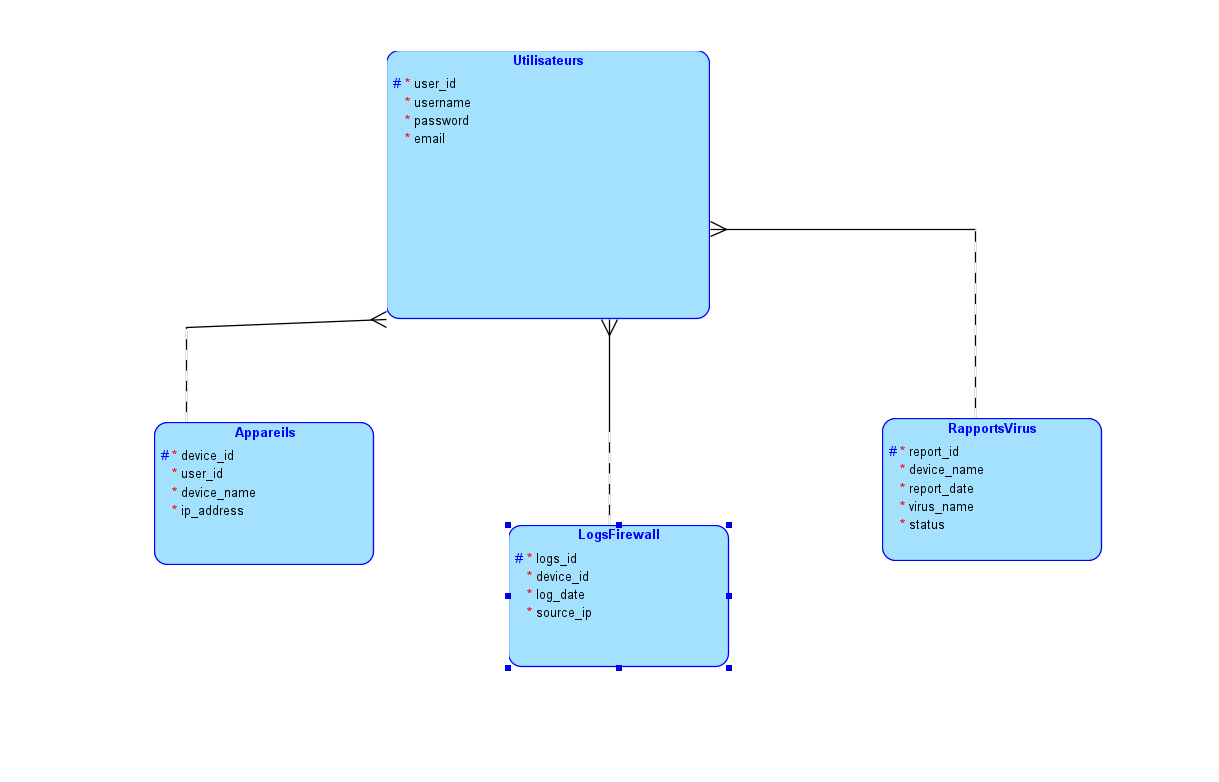 Utilisateurs
# * user_id
* username
* password
* email
Appareils
# * device_id
* user_id
* device_name
* ip_address
LogsFirewall
# * logs_id
* device_id
* log_date
* source_ip
RapportsVirus
# * report_id
* device_name
* report_date
* virus_name
* status